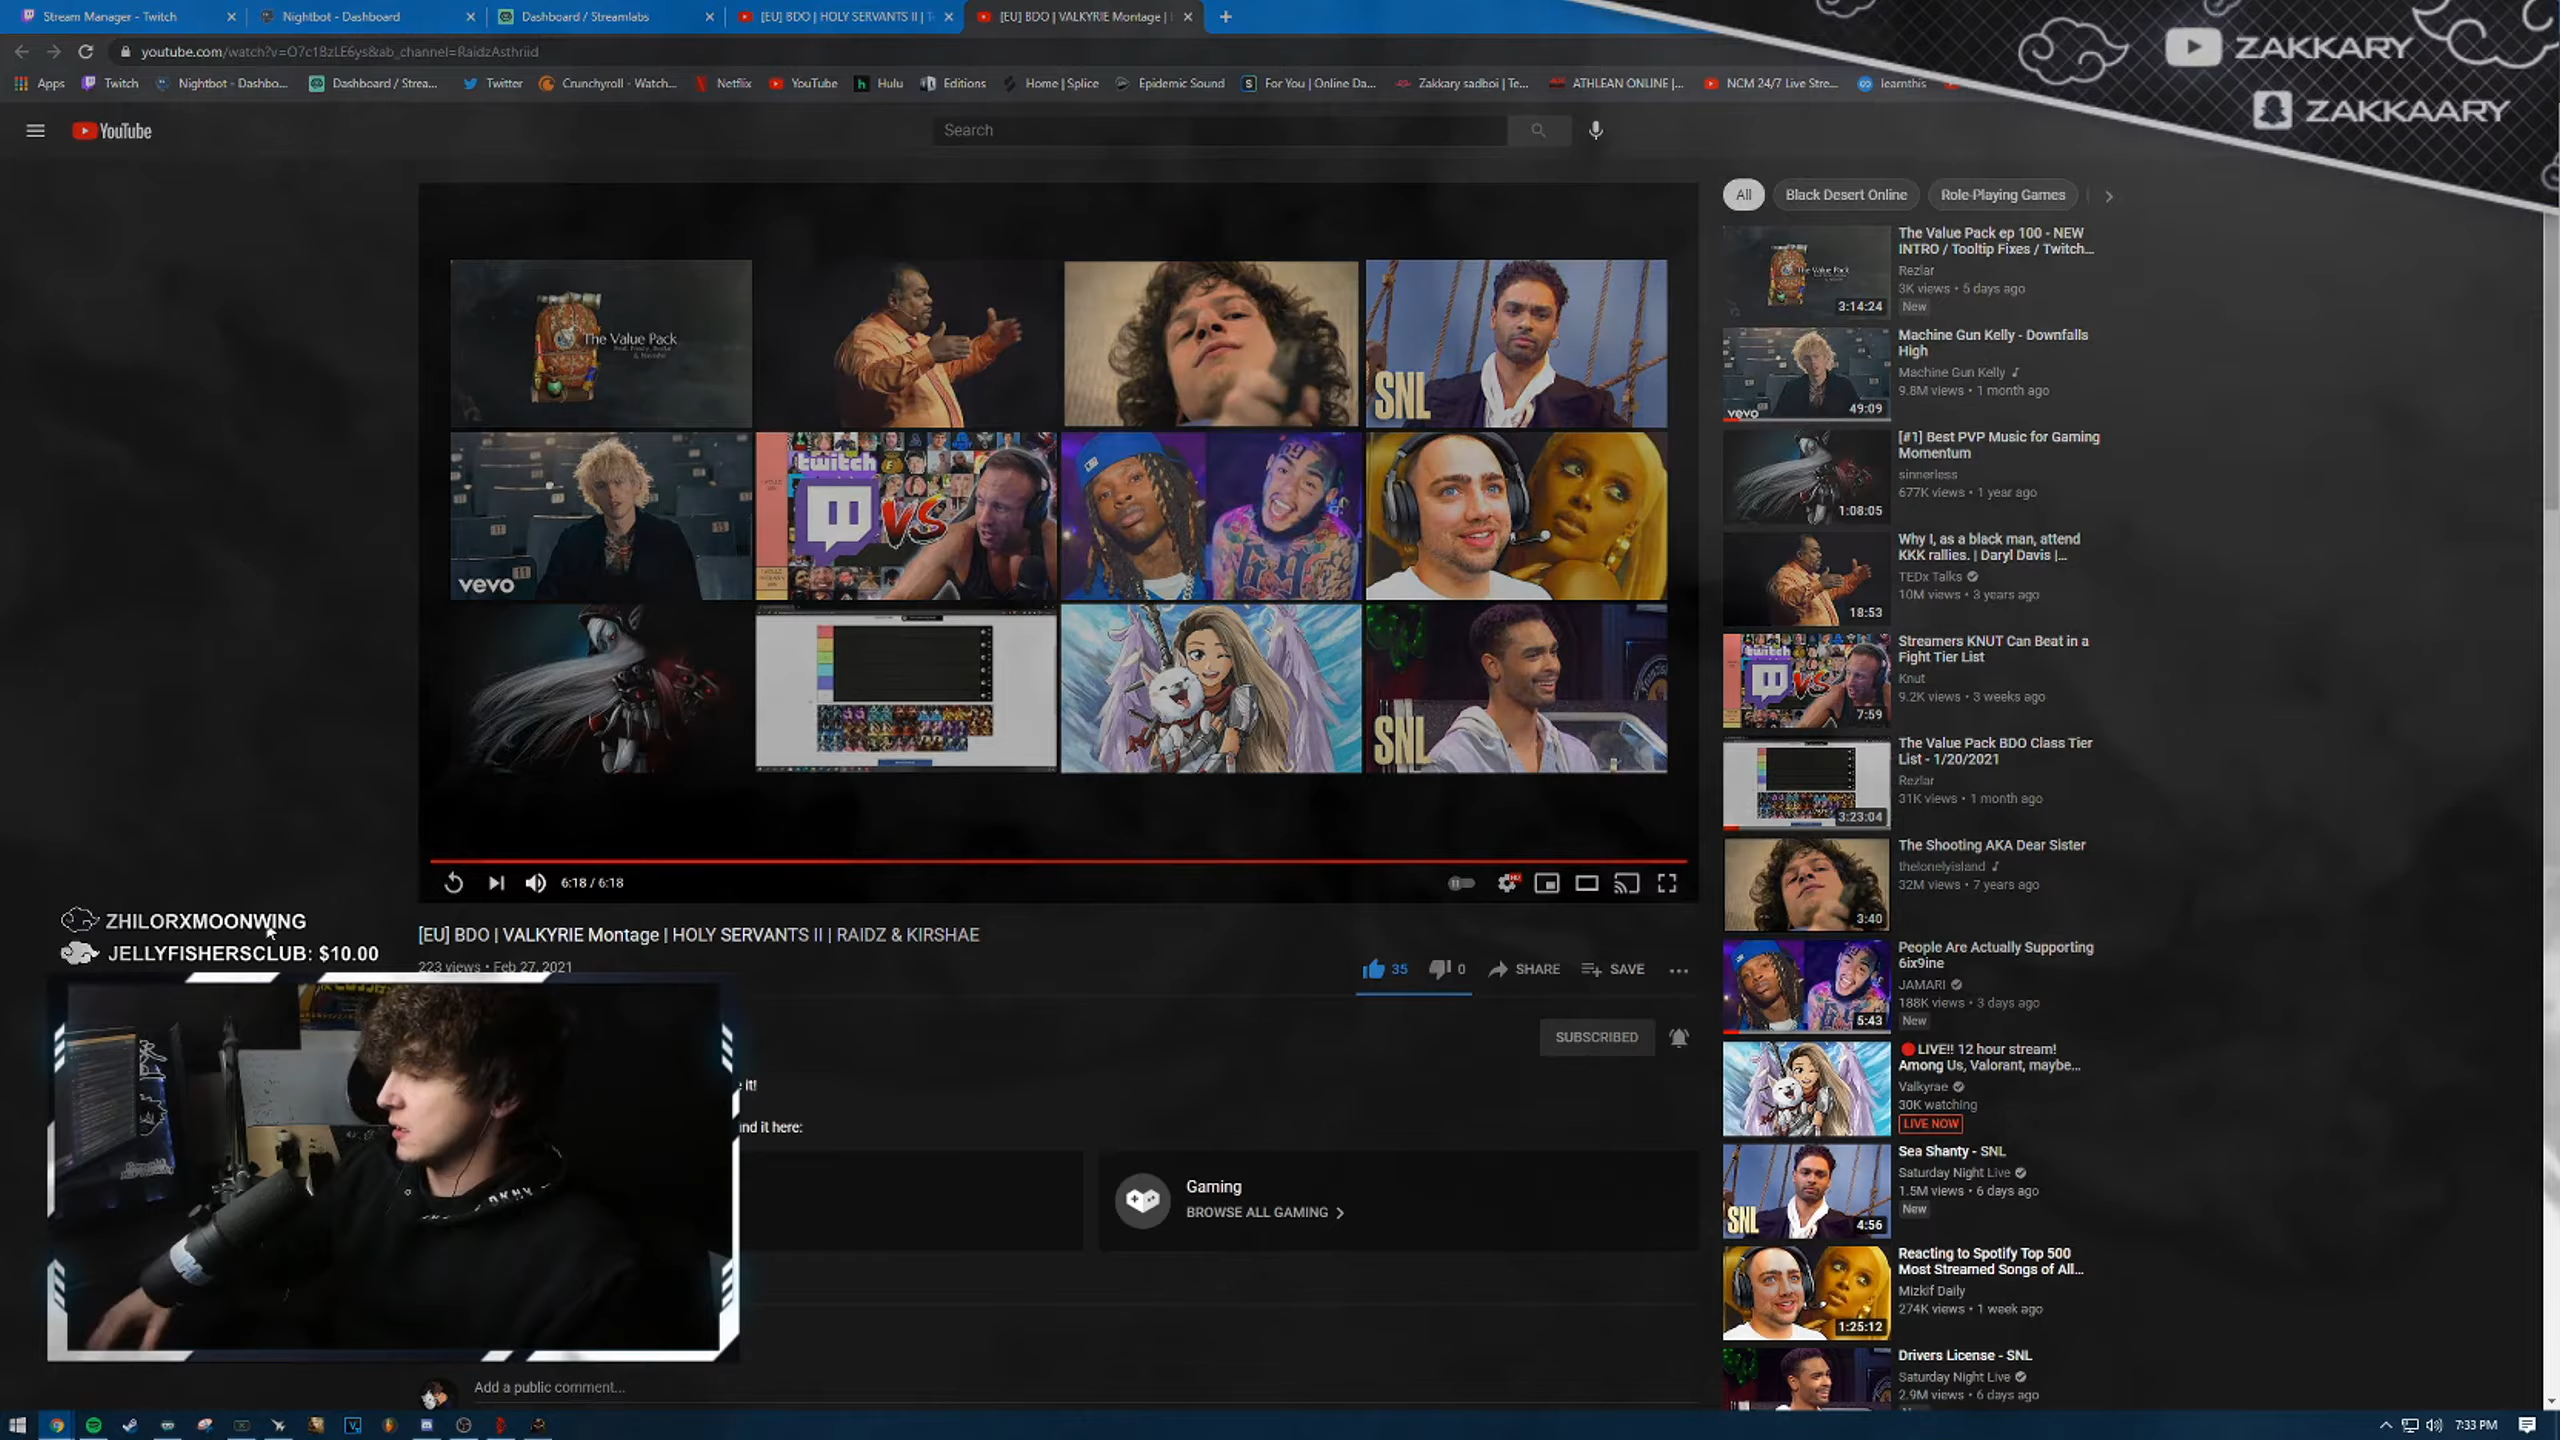 Stream Manager - Twitch
Nightbot - Dashboard
Dashboard / Streamlabs
[EU] BDO | HOLY SERVANTS II |
[EU] BDO | VALKYRIE Montage |
youtube.com/watch?v=O7c18zLE6ys&ab_channel=RaidzAsthriid
Apps
Twitch
Nightbot - Dashbo...
Dashboard / Strea...
Twitter
Crunchyroll - Watch...
Netflix
YouTube
Hulu
Editions
Home | Splice
Epidemic Sound
For You | Online Da...
Zakkary sadboi | Te...
ATHLEAN ONLINE |...
NCM 24/7 Live Stre...
learnthis
ZAKKARY
ZAKKAARY
YouTube
Search
All
Black Desert Online
Role-Playing Games
The Value Pack
SNL
vevo
11
15
11
twitch
VS
69
SNL
6:18 / 6:18
[EU] BDO | VALKYRIE Montage | HOLY SERVANTS II | RAIDZ & KIRSHAE
223 views • Feb 27, 2021
35
0
SHARE
SAVE
SUBSCRIBED
e it!
nd it here:
Gaming
BROWSE ALL GAMING
Add a public comment...
ZHILORXMOONWING
JELLYFISHERSCLUB: $10.00
DKNY
The Value Pack
3:14:24
The Value Pack ep 100 - NEW
INTRO / Tooltip Fixes / Twitch...
Rezlar
3K views • 5 days ago
New
vevo
49:09
Machine Gun Kelly - Downfalls
High
Machine Gun Kelly
9.8M views • 1 month ago
1:08:05
[#1] Best PVP Music for Gaming
Momentum
sinnerless
677K views • 1 year ago
18:53
Why I, as a black man, attend
KKK rallies. | Daryl Davis |...
TEDx Talks
10M views • 3 years ago
twitch
VS
7:59
Streamers KNUT Can Beat in a
Fight Tier List
Knut
9.2K views • 3 weeks ago
3:23:04
The Value Pack BDO Class Tier
List - 1/20/2021
Rezlar
31K views • 1 month ago
3:40
The Shooting AKA Dear Sister
thelonelyisland
32M views • 7 years ago
5:43
People Are Actually Supporting
6ix9ine
JAMARI
188K views • 3 days ago
New
LIVE!! 12 hour stream!
Among Us, Valorant, maybe...
Valkyrae
30K watching
LIVE NOW
SNL
4:56
Sea Shanty - SNL
Saturday Night Live
1.5M views • 6 days ago
New
1:25:12
Reacting to Spotify Top 500
Most Streamed Songs of All...
Mizkif Daily
274K views • 1 week ago
Drivers License - SNL
Saturday Night Live
2.9M views • 6 days ago
7:33 PM